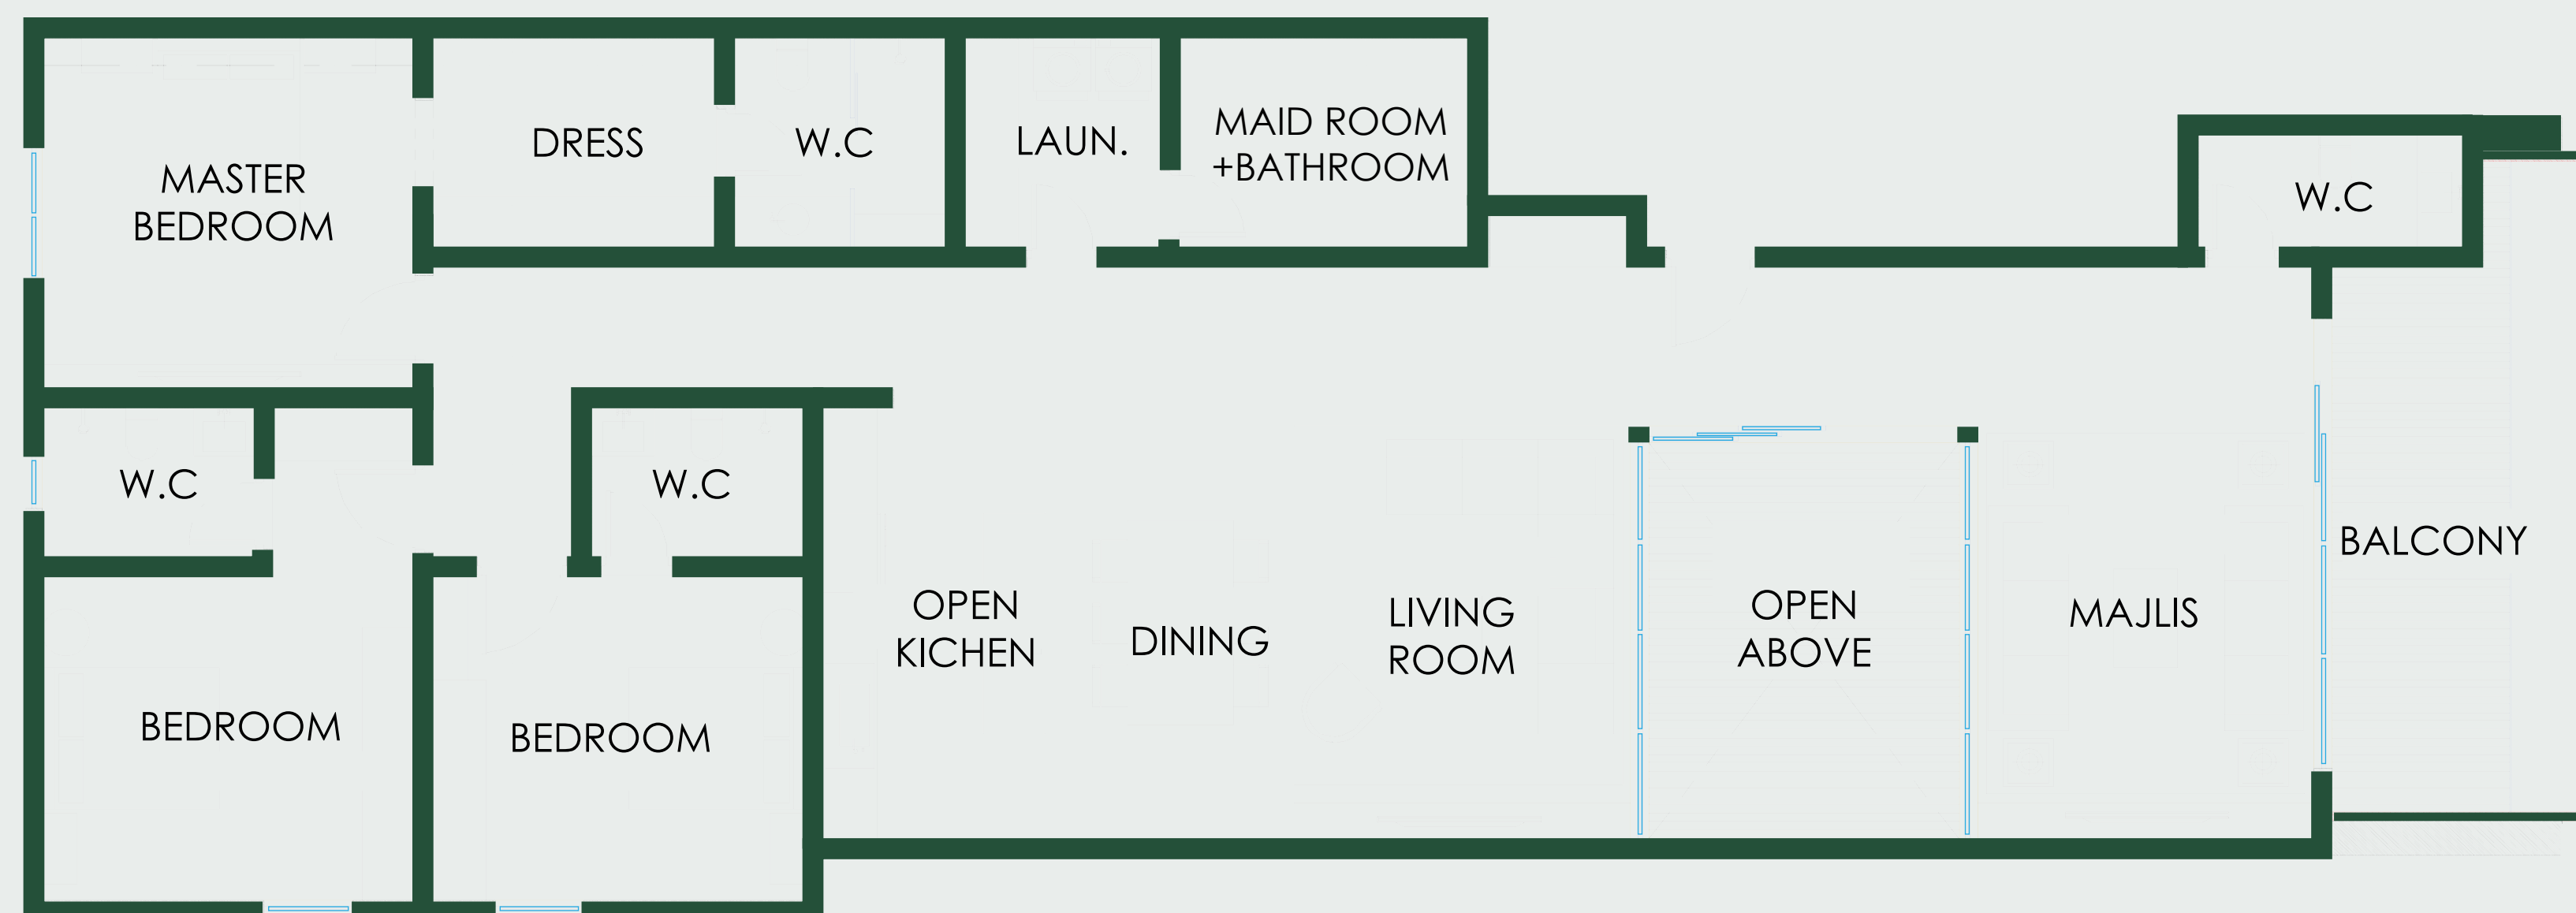 MASTER
BEDROOM
DRESS
W.C
LAUN.
MAID ROOM
+BATHROOM
W.C
W.C
W.C
OPEN
KICHEN
DINING
LIVING
ROOM
OPEN
ABOVE
MAJLIS
BALCONY
BEDROOM
BEDROOM